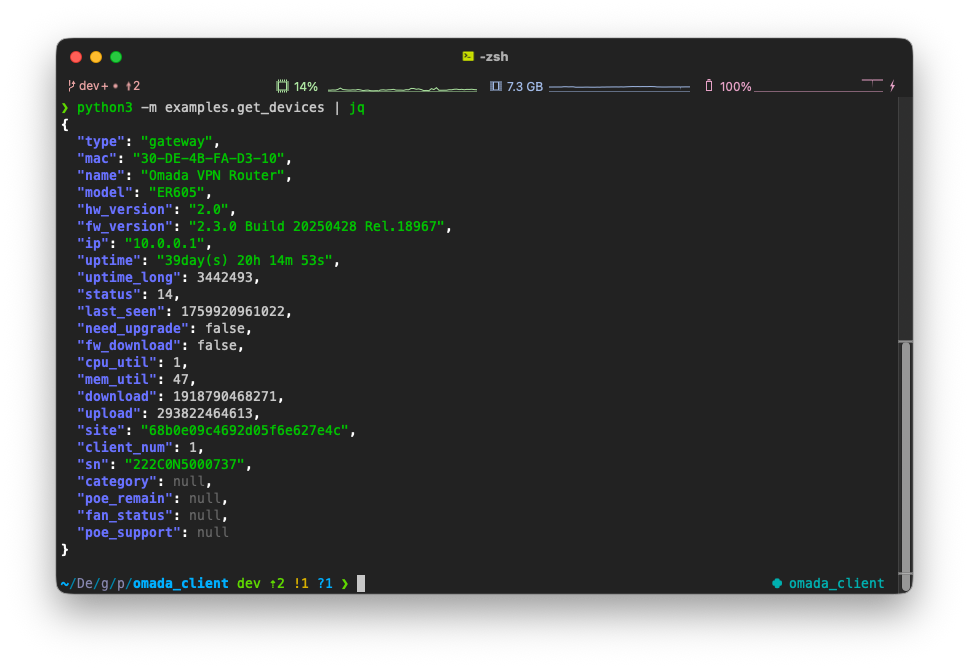 -zsh
dev+ • ↑2 14% 7.3 GB 100%
❯ python3 -m examples.get_devices | jq
{
"type": "gateway",
"mac": "30-DE-4B-FA-D3-10",
"name": "Omada VPN Router",
"model": "ER605",
"hw_version": "2.0",
"fw_version": "2.3.0 Build 20250428 Rel.18967",
"ip": "10.0.0.1",
"uptime": "39day(s) 20h 14m 53s",
"uptime_long": 3442493,
"status": 14,
"last_seen": 1759920961022,
"need_upgrade": false,
"fw_download": false,
"cpu_util": 1,
"mem_util": 47,
"download": 1918790468271,
"upload": 293822464613,
"site": "68b0e09c4692d05f6e627e4c",
"client_num": 1,
"sn": "222C0N5000737",
"category": null,
"poe_remain": null,
"fan_status": null,
"poe_support": null
}
~/De/g/p/omada_client dev ⇡2 !1 ?1 ❯ omada_client